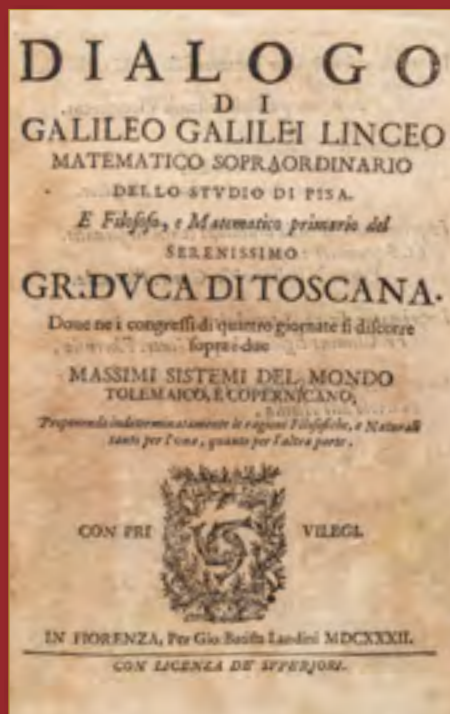 DIALOGO
DI
GALILEO GALILEI LINCEO
MATEMATICO SOPRAORDINARIO
DELLO STVDIO DI PISA.
E Filosofo, e Matematico primario del
SERENISSIMO
GR.DVCA DI TOSCANA.
Doue ne i congressi di quattro giornate si discorre
sopra i due
MASSIMI SISTEMI DEL MONDO
TOLEMAICO, E COPERNICANO,
Proponendo indeterminatamente le ragioni Filosofiche, e Naturali
tanto per l'vna, quanto per l'altra parte.
CON PRI VILEGI.
IN FIORENZA, Per Gio: Batista Landini MDCXXXII.
CON LICENZA DE' SVPERIORI.